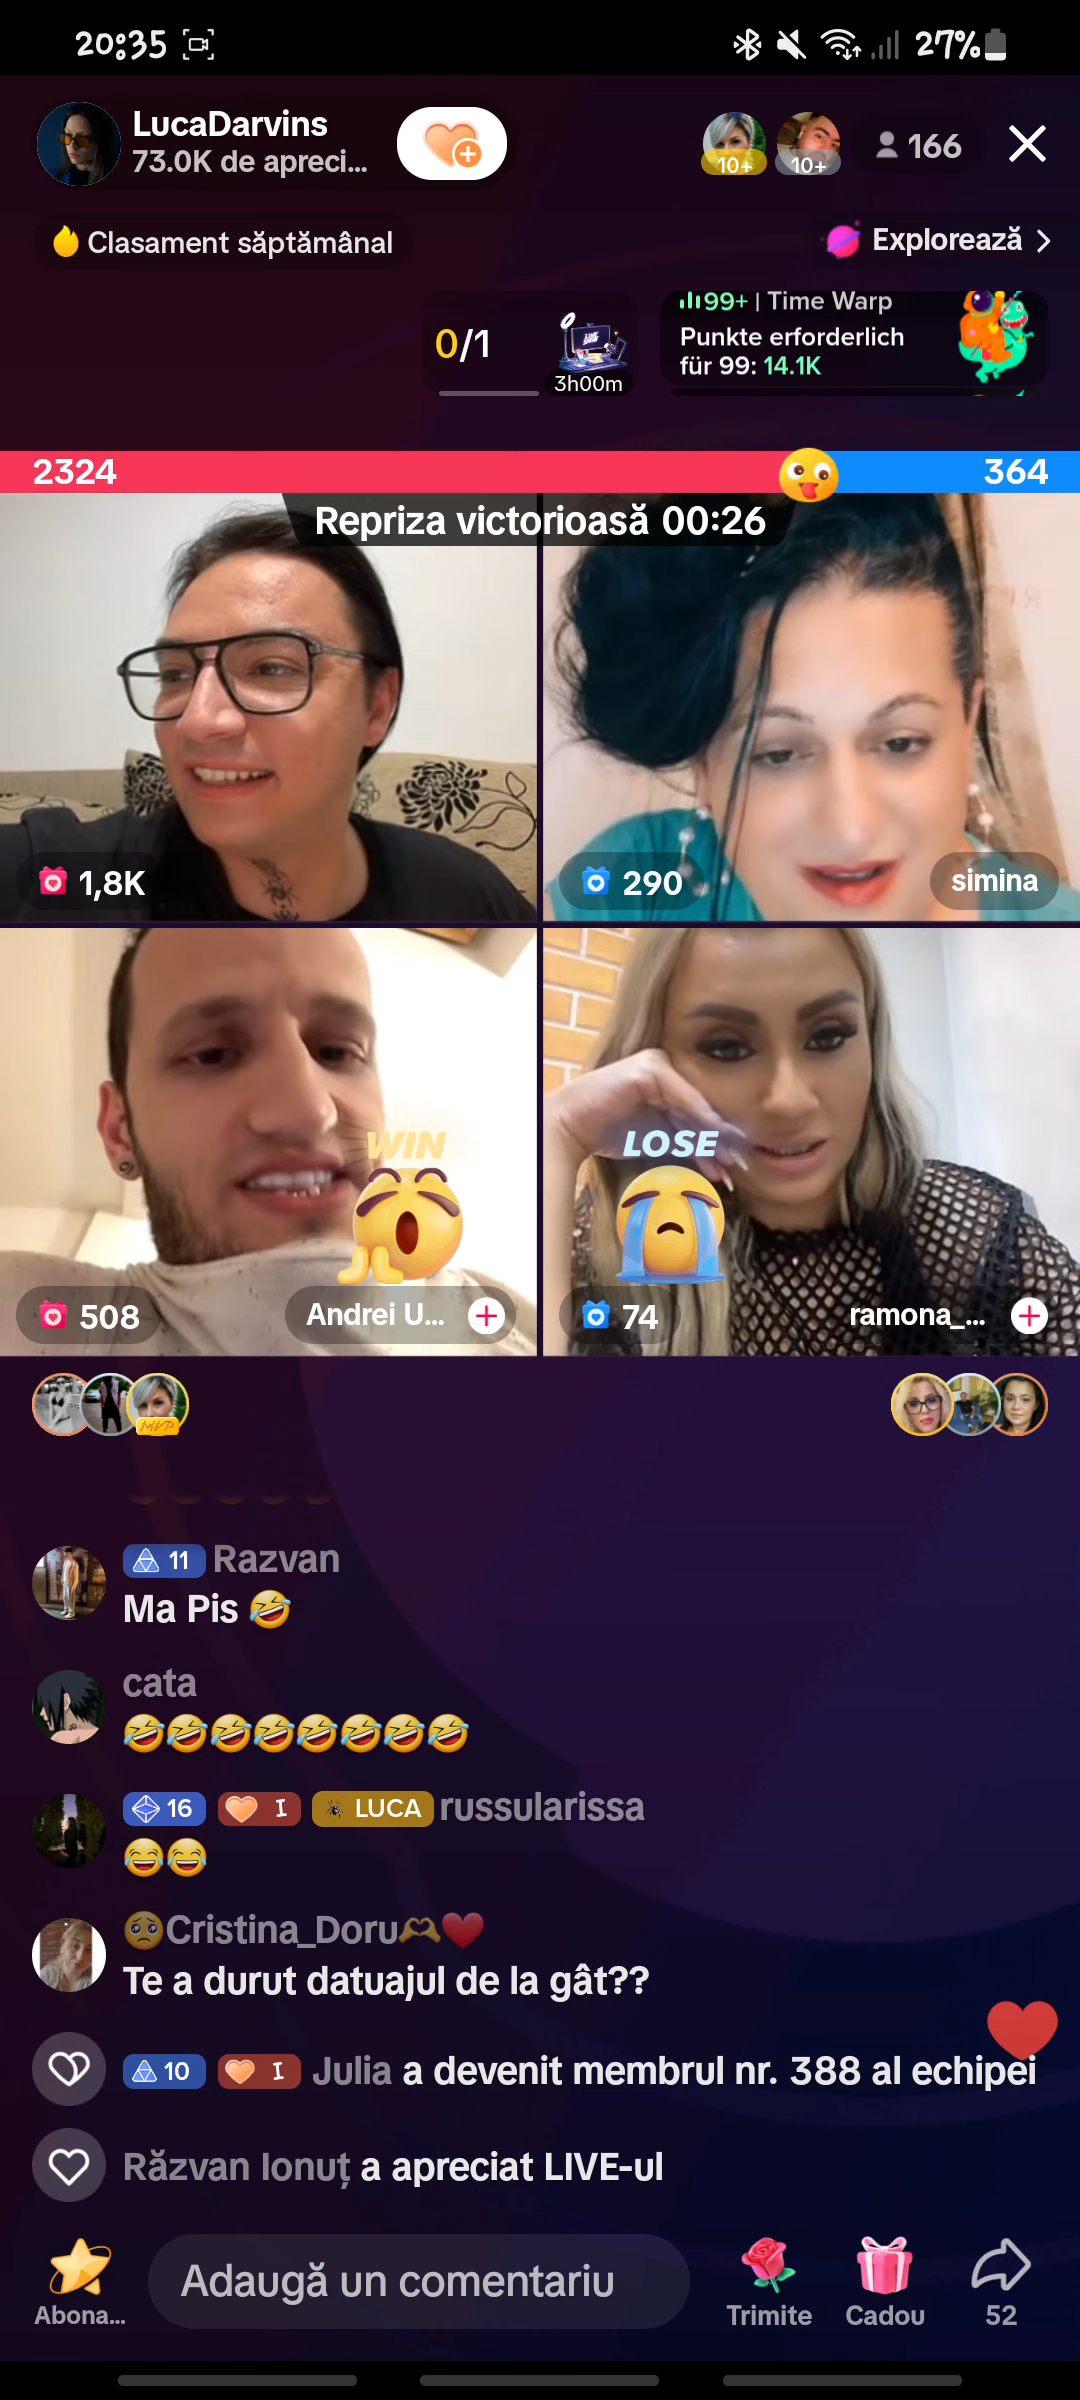 20:35
27%
LucaDarvins
73.0K de apreci...
10+
10+
166
Clasament săptămânal
Explorează
0/1
3h00m
99+ | Time Warp
Punkte erforderlich
für 99: 14.1K
2324
364
Repriza victorioasă 00:26
1,8K
290
simina
WIN
LOSE
508
Andrei U...
74
ramona_...
MVP
11 Razvan
Ma Pis 🤣
cata
🤣🤣🤣🤣🤣🤣🤣🤣
16 I LUCA russularissa
😂😂
🥺Cristina_Doru🫶❤️
Te a durut datuajul de la gât??
10 I Julia a devenit membrul nr. 388 al echipei
Răzvan Ionuț a apreciat LIVE-ul
Abona...
Adaugă un comentariu
Trimite
Cadou
52